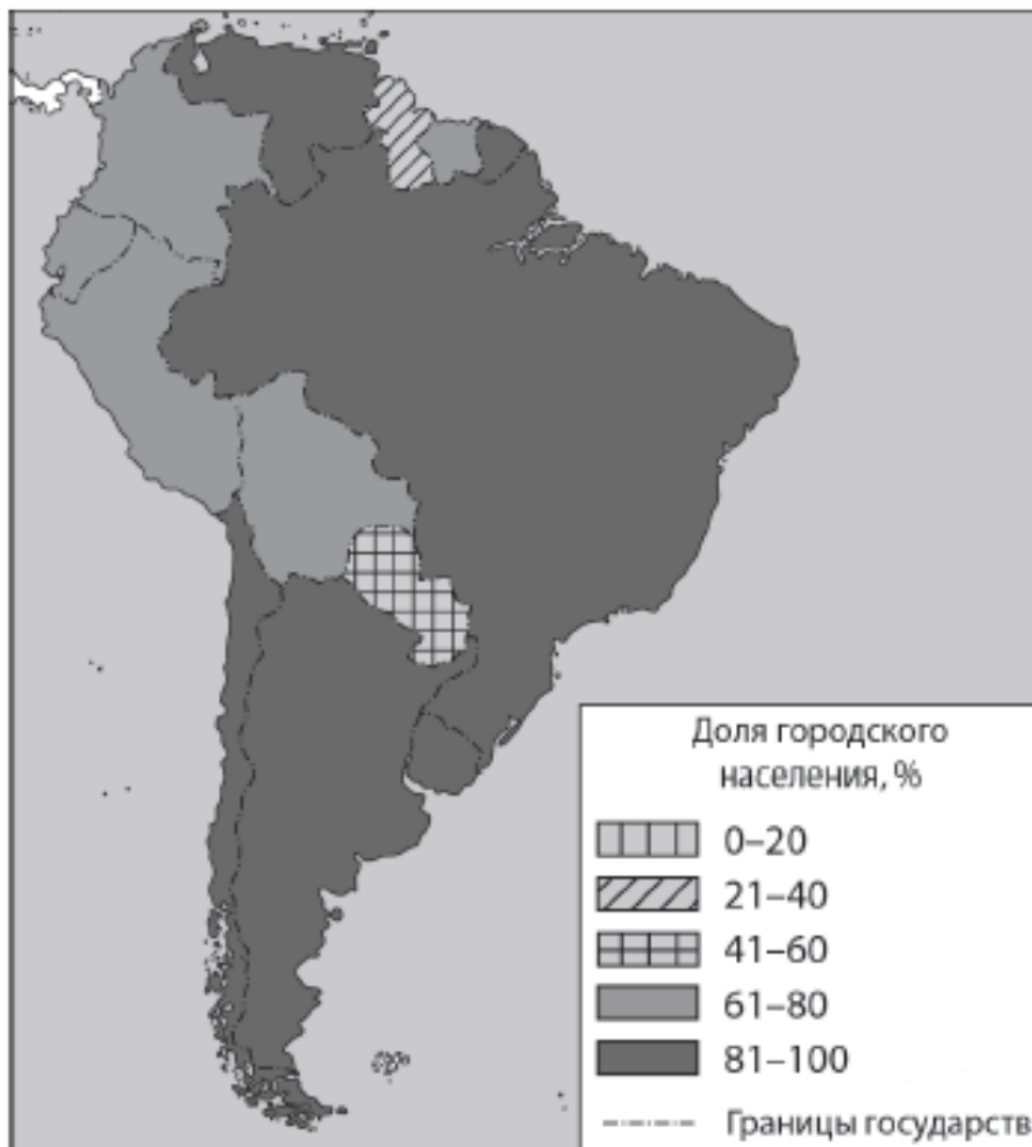 Доля городского
населения, %
0–20
21–40
41–60
61–80
81–100
Границы государств